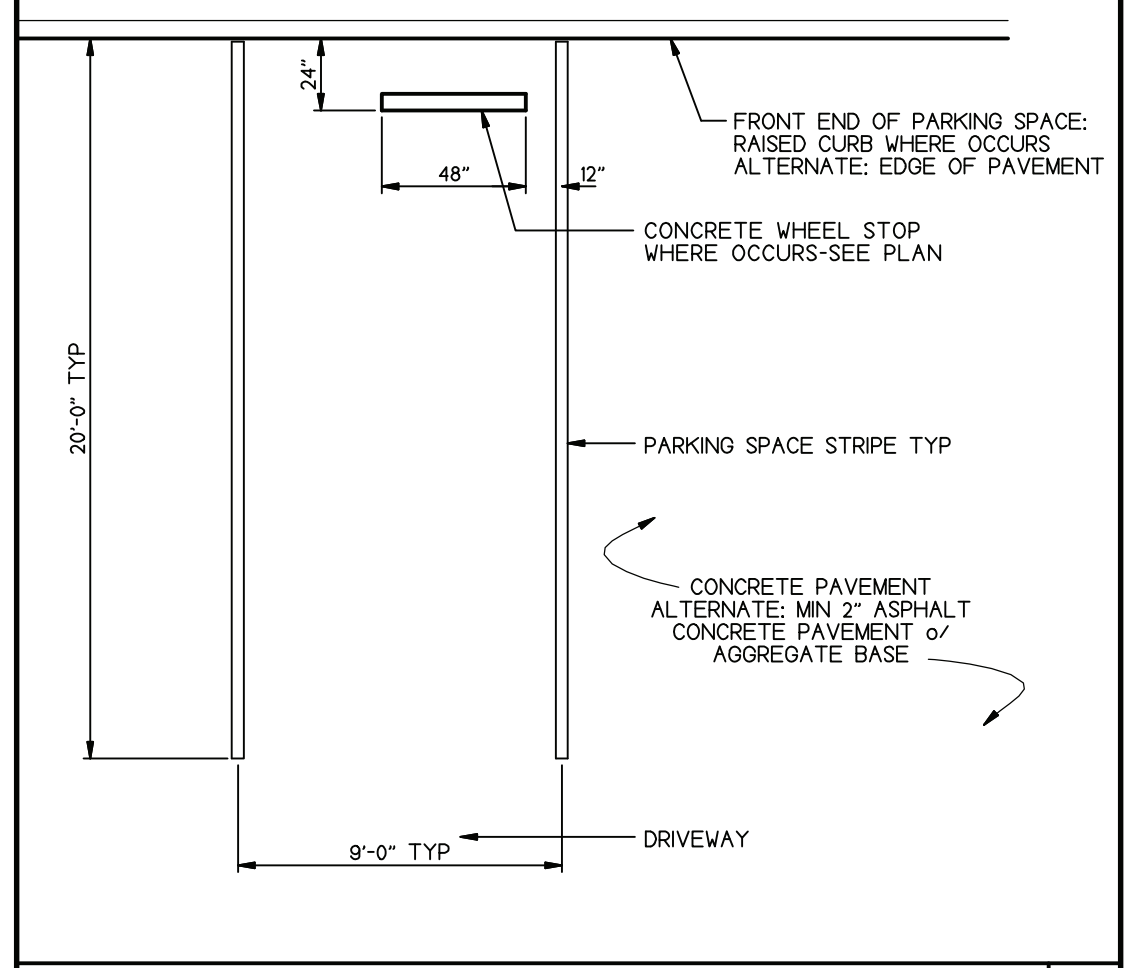 24"
FRONT END OF PARKING SPACE:
RAISED CURB WHERE OCCURS
ALTERNATE: EDGE OF PAVEMENT
48"
12"
CONCRETE WHEEL STOP
WHERE OCCURS-SEE PLAN
20'-0" TYP
PARKING SPACE STRIPE TYP
CONCRETE PAVEMENT
ALTERNATE: MIN 2" ASPHALT
CONCRETE PAVEMENT o/
AGGREGATE BASE
DRIVEWAY
9'-0" TYP